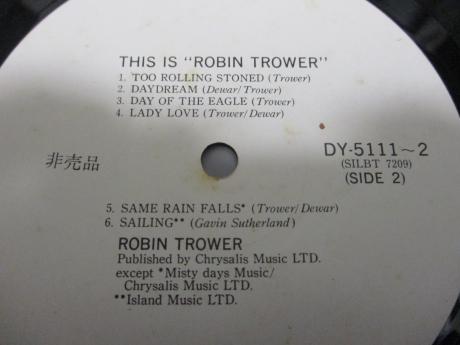 THIS IS "ROBIN TROWER"
1. TOO ROLLING STONED (Trower)
2. DAYDREAM (Dewar/Trower)
3. DAY OF THE EAGLE (Trower)
4. LADY LOVE (Trower/Dewar)
非売品
DY-5111~2
(SILBT 7209)
(SIDE 2)
5. SAME RAIN FALLS* (Trower/Dewar)
6. SAILING** (Gavin Sutherland)
ROBIN TROWER
Published by Chrysalis Music LTD.
except *Misty days Music/
Chrysalis Music LTD.
**Island Music LTD.